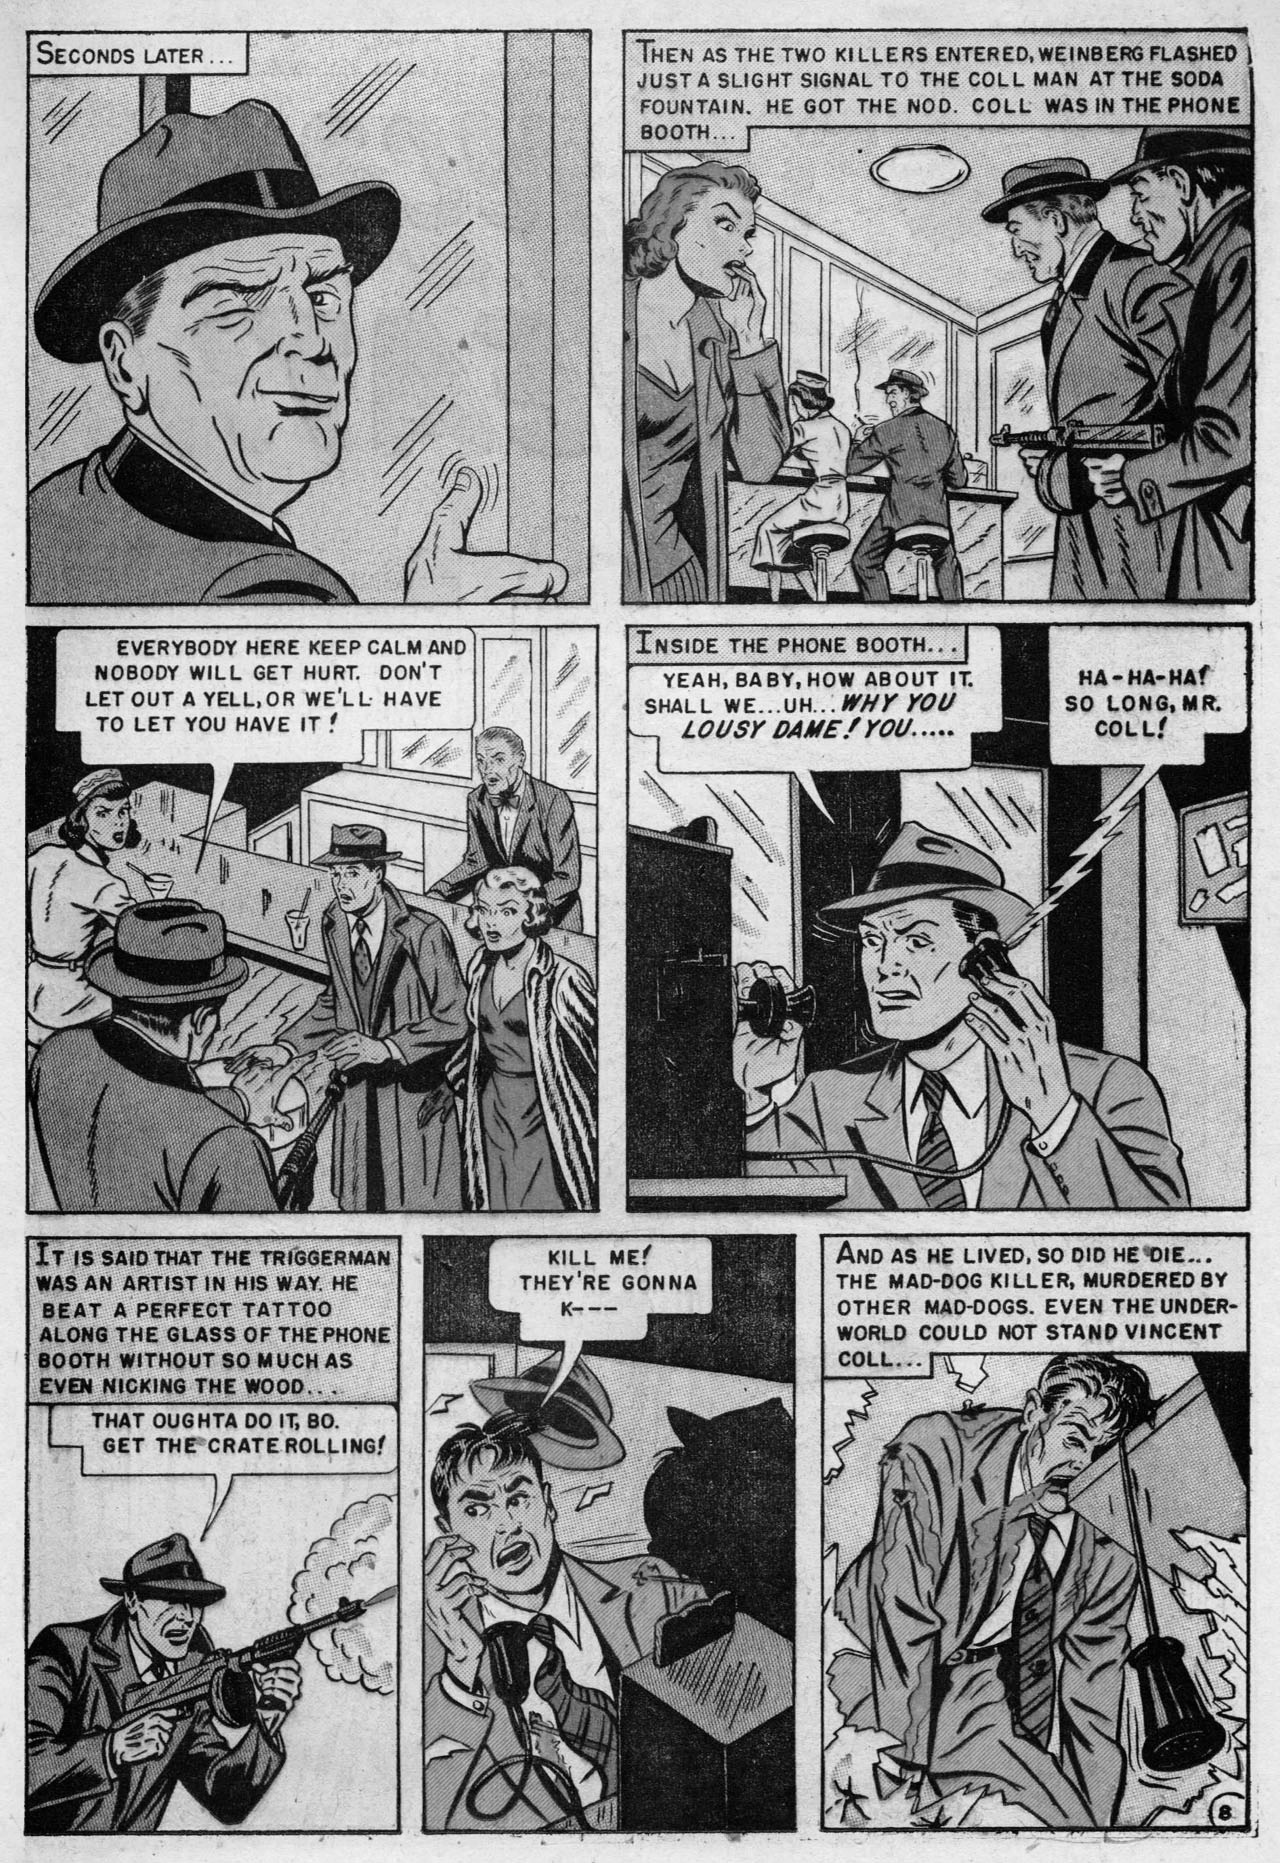 SECONDS LATER...
THEN AS THE TWO KILLERS ENTERED, WEINBERG FLASHED
JUST A SLIGHT SIGNAL TO THE COLL MAN AT THE SODA
FOUNTAIN. HE GOT THE NOD. COLL WAS IN THE PHONE
BOOTH...
EVERYBODY HERE KEEP CALM AND
NOBODY WILL GET HURT. DON'T
LET OUT A YELL, OR WE'LL HAVE
TO LET YOU HAVE IT!
INSIDE THE PHONE BOOTH...
YEAH, BABY, HOW ABOUT IT.
SHALL WE...UH...WHY YOU
LOUSY DAME! YOU.....
HA-HA-HA!
SO LONG, MR.
COLL!
IT IS SAID THAT THE TRIGGERMAN
WAS AN ARTIST IN HIS WAY. HE
BEAT A PERFECT TATTOO
ALONG THE GLASS OF THE PHONE
BOOTH WITHOUT SO MUCH AS
EVEN NICKING THE WOOD...
THAT OUGHTA DO IT, BO.
GET THE CRATE ROLLING!
KILL ME!
THEY'RE GONNA
K---
AND AS HE LIVED, SO DID HE DIE...
THE MAD-DOG KILLER, MURDERED BY
OTHER MAD-DOGS. EVEN THE UNDER-
WORLD COULD NOT STAND VINCENT
COLL...
8